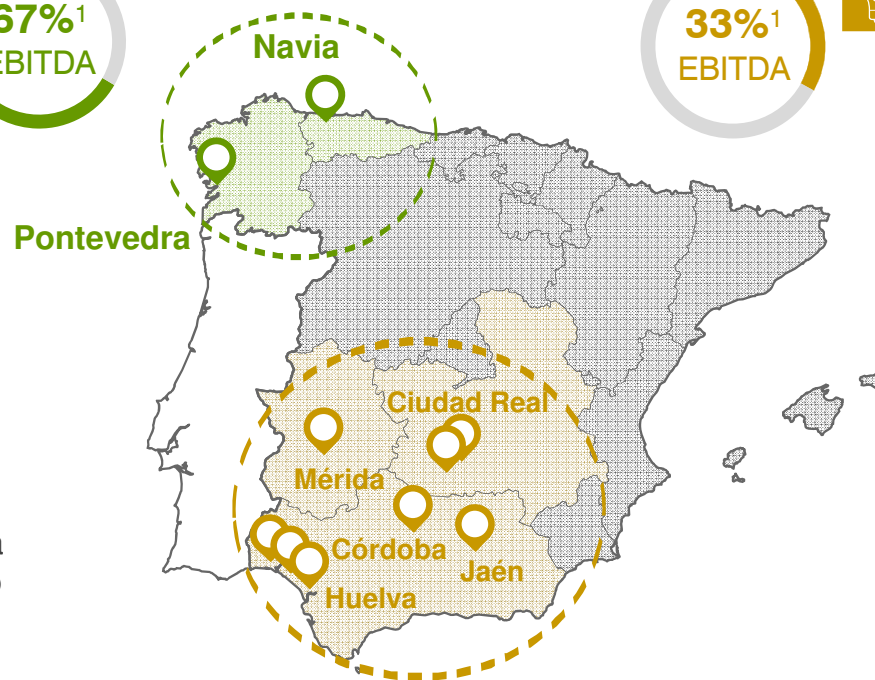 67%1
EBITDA
Navia
33%1
EBITDA
Pontevedra
Ciudad Real
Mérida
Córdoba
Jaén
Huelva